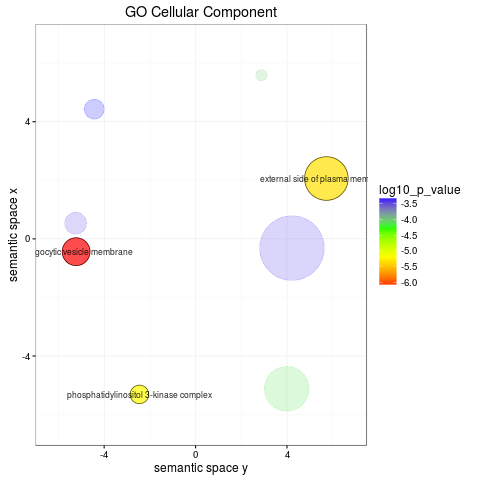 GO Cellular Component
4
0
-4
-4
0
4
semantic space x
semantic space y
external side of plasma mem
gocytic vesicle membrane
phosphatidylinositol 3-kinase complex
log10_p_value
-3.5
-4.0
-4.5
-5.0
-5.5
-6.0